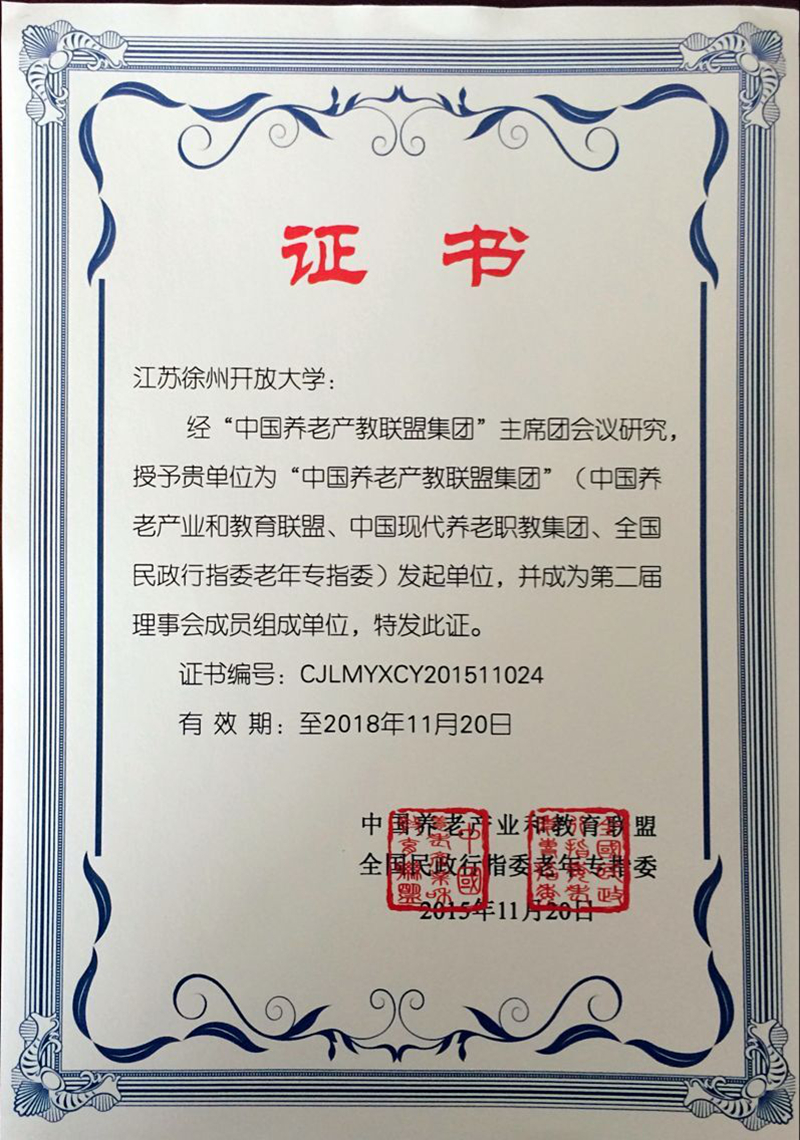 证 书
江苏徐州开放大学：
经“中国养老产教联盟集团”主席团会议研究，
授予贵单位为“中国养老产教联盟集团”（中国养
老产业和教育联盟、中国现代养老职教集团、全国
民政行指委老年专指委）发起单位，并成为第二届
理事会成员组成单位，特发此证。
证书编号：CJLMYXCY201511024
有 效 期：至2018年11月20日
中国养老产业和教育联盟
全国民政行指委老年专指委
2015年11月20日